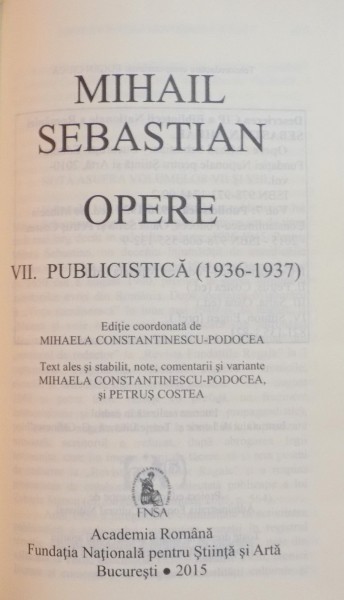 MIHAIL
SEBASTIAN
OPERE
VII. PUBLICISTICĂ (1936-1937)
Ediție coordonată de
MIHAELA CONSTANTINESCU-PODOCEA
Text ales și stabilit, note, comentarii și variante
MIHAELA CONSTANTINESCU-PODOCEA,
și PETRUȘ COSTEA
FNSA
Academia Română
Fundația Națională pentru Știință și Artă
București ● 2015